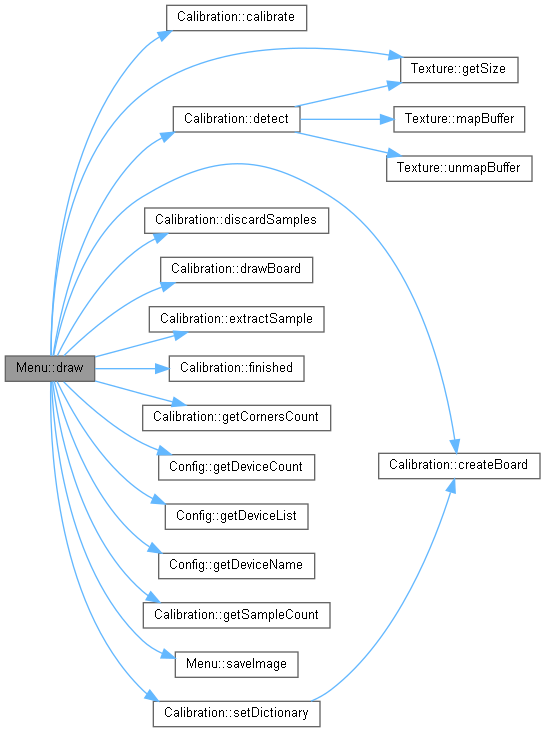 Calibration::calibrate
Texture::getSize
Calibration::detect
Texture::mapBuffer
Texture::unmapBuffer
Calibration::discardSamples
Calibration::drawBoard
Calibration::extractSample
Menu::draw
Calibration::finished
Calibration::getCornersCount
Config::getDeviceCount
Calibration::createBoard
Config::getDeviceList
Config::getDeviceName
Calibration::getSampleCount
Menu::saveImage
Calibration::setDictionary